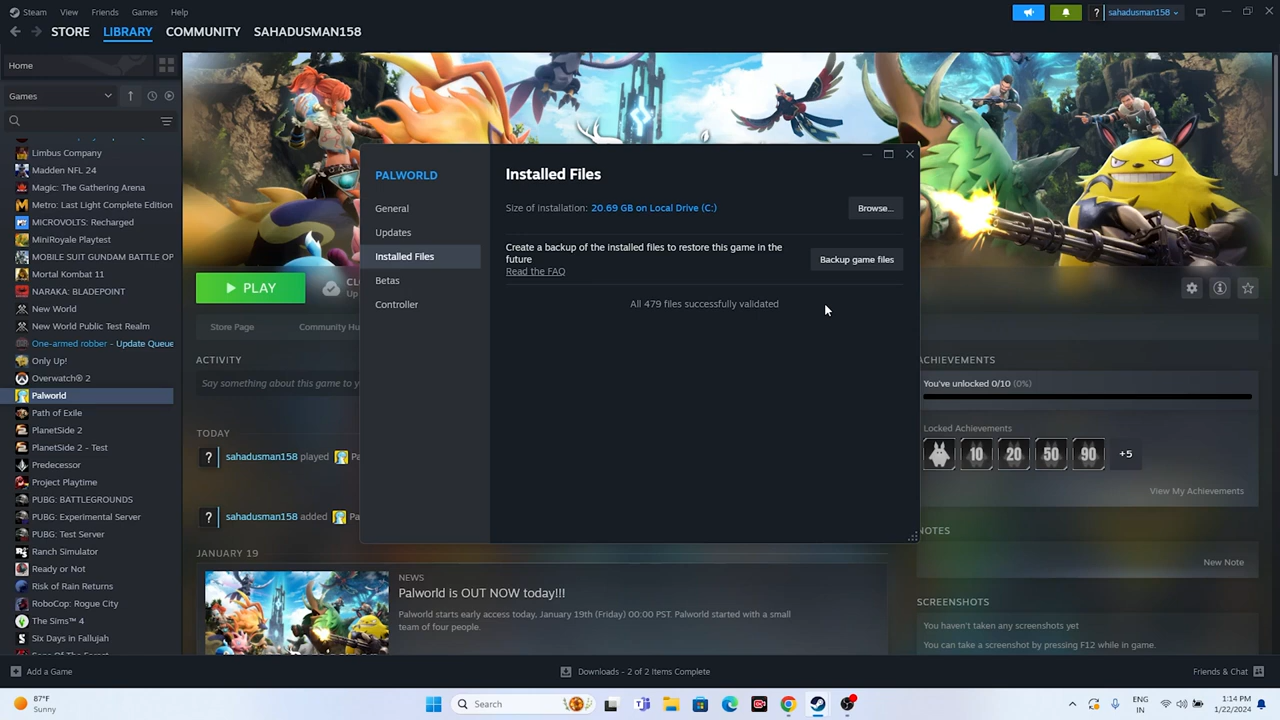 Steam View Friends Games Help
sahadusman158
STORE LIBRARY COMMUNITY SAHADUSMAN158
Home
Games
Limbus Company
Madden NFL 24
Magic: The Gathering Arena
Metro: Last Light Complete Edition
MICROVOLTS: Recharged
MiniRoyale Playtest
MOBILE SUIT GUNDAM BATTLE OP
Mortal Kombat 11
NARAKA: BLADEPOINT
New World
New World Public Test Realm
One-armed robber - Update Queue
Only Up!
Overwatch® 2
Palworld
Path of Exile
PlanetSide 2
PlanetSide 2 - Test
Predecessor
Project Playtime
PUBG: BATTLEGROUNDS
PUBG: Experimental Server
PUBG: Test Server
Ranch Simulator
Ready or Not
Risk of Rain Returns
RoboCop: Rogue City
The Sims™ 4
Six Days in Fallujah
PALWORLD
General
Updates
Installed Files
Betas
Controller
Installed Files
Size of installation: 20.69 GB on Local Drive (C:)
Browse...
Create a backup of the installed files to restore this game in the
future
Read the FAQ
Backup game files
All 479 files successfully validated
PLAY
CL
Up
Store Page Community Hu
ACTIVITY
Say something about this game to y
TODAY
sahadusman158 played Pa
sahadusman158 added Pa
JANUARY 19
NEWS
Palworld is OUT NOW today!!!
Palworld starts early access today, January 19th (Friday) 00:00 PST. Palworld started with a small
team of four people.
ACHIEVEMENTS
You've unlocked 0/10 (0%)
Locked Achievements
10 20 50 90 +5
View My Achievements
NOTES
New Note
SCREENSHOTS
You haven't taken any screenshots yet
You can take a screenshot by pressing F12 while in game.
Add a Game
Downloads - 2 of 2 Items Complete
Friends & Chat
87°F
Sunny
Search
ENG
IN
1:14 PM
1/22/2024